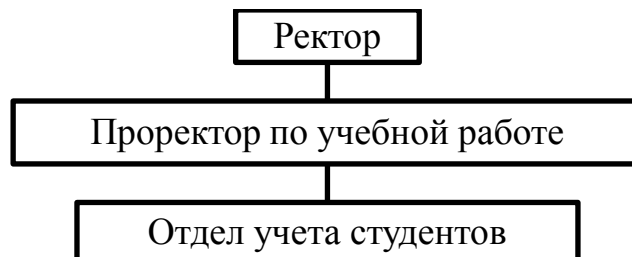 Ректор
Проректор по учебной работе
Отдел учета студентов